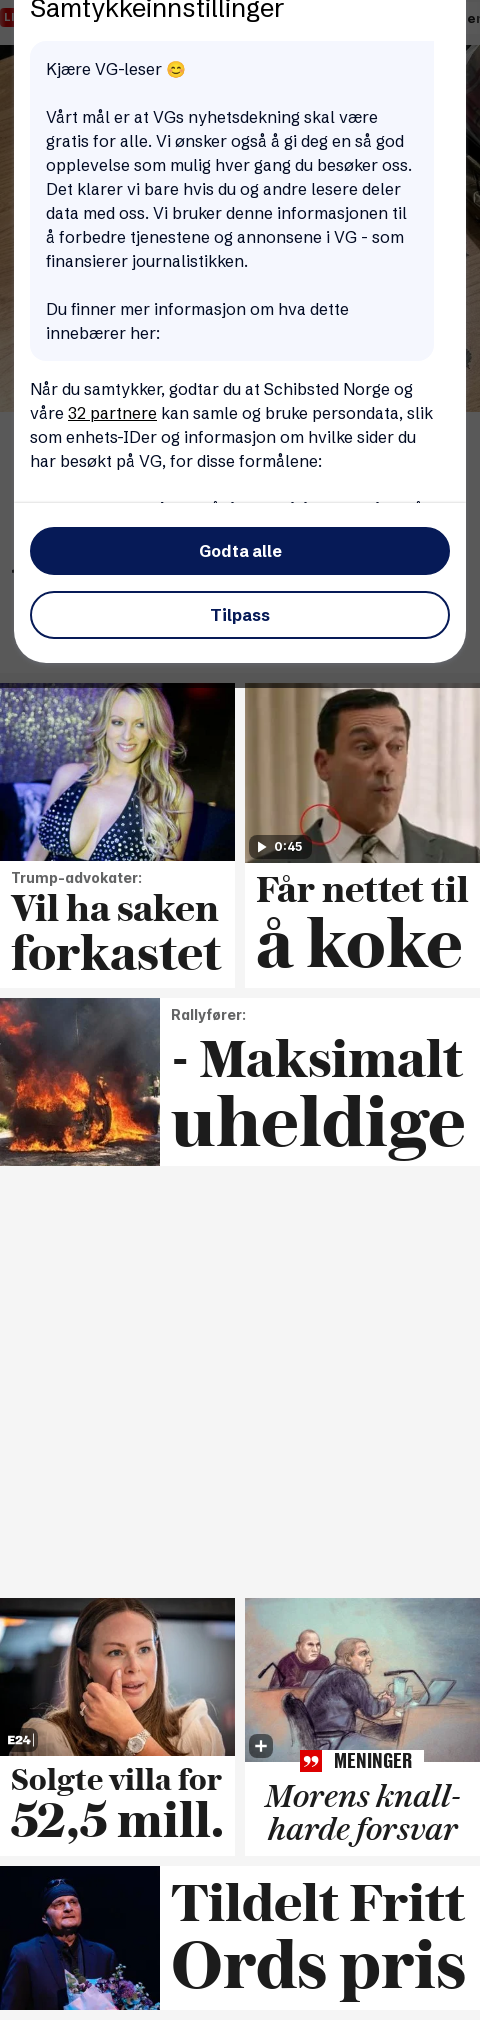 Samtykkeinnstillinger
Kjære VG-leser 😊
Vårt mål er at VGs nyhetsdekning skal være
gratis for alle. Vi ønsker også å gi deg en så god
opplevelse som mulig hver gang du besøker oss.
Det klarer vi bare hvis du og andre lesere deler
data med oss. Vi bruker denne informasjonen til
å forbedre tjenestene og annonsene i VG - som
finansierer journalistikken.
Du finner mer informasjon om hva dette
innebærer her:
Når du samtykker, godtar du at Schibsted Norge og
våre 32 partnere kan samle og bruke persondata, slik
som enhets-IDer og informasjon om hvilke sider du
har besøkt på VG, for disse formålene:
Godta alle
Tilpass
0:45
Trump-advokater:
Vil ha saken
forkastet
Får nettet til
å koke
Rallyfører:
- Maksimalt
uheldige
E24
Solgte villa for
52,5 mill.
MENINGER
Morens knall-
harde forsvar
Tildelt Fritt
Ords pris